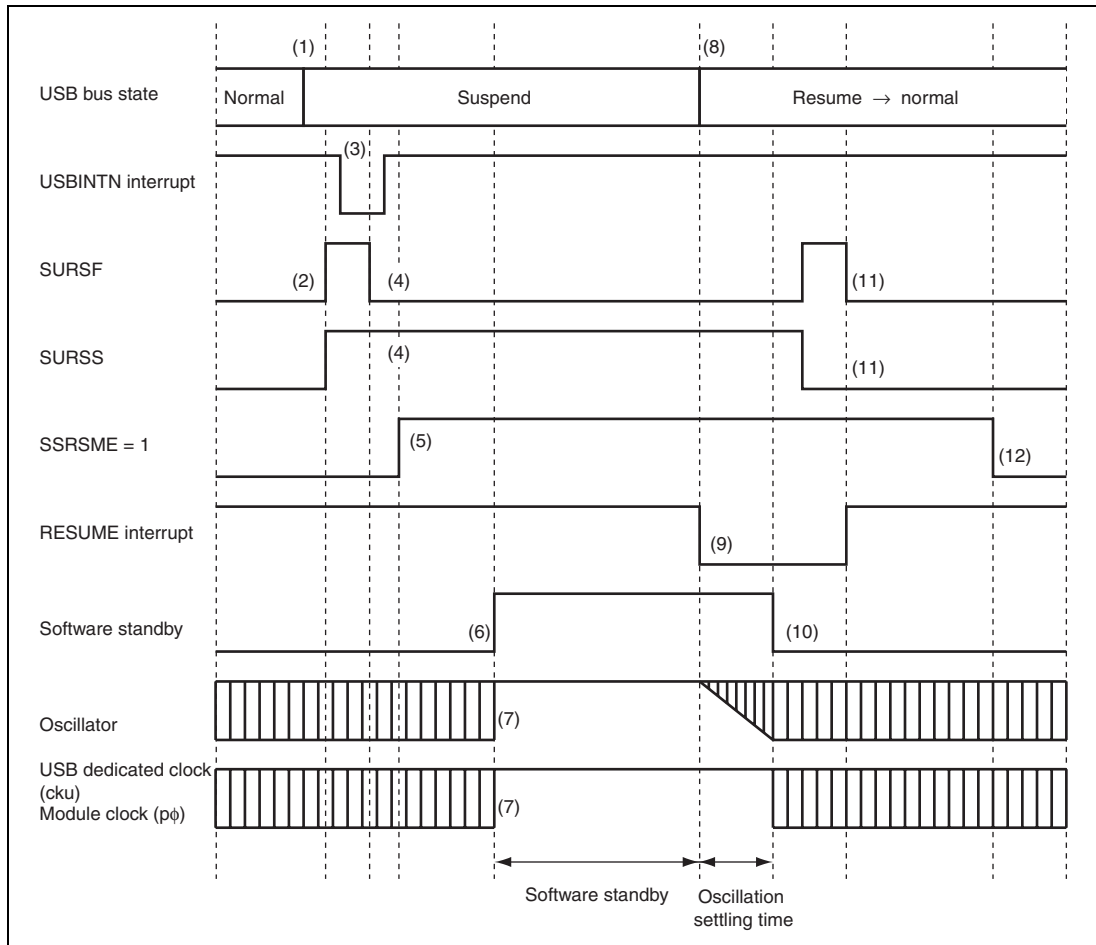 (1) (8)
USB bus state Normal Suspend Resume → normal
(3)
USBINTN interrupt
SURSF (2) (4) (11)
SURSS (4) (11)
SSRSME = 1 (5) (12)
RESUME interrupt (9)
Software standby (6) (10)
Oscillator (7)
USB dedicated clock
(cku)
Module clock (pϕ) (7)
Software standby Oscillation
settling time